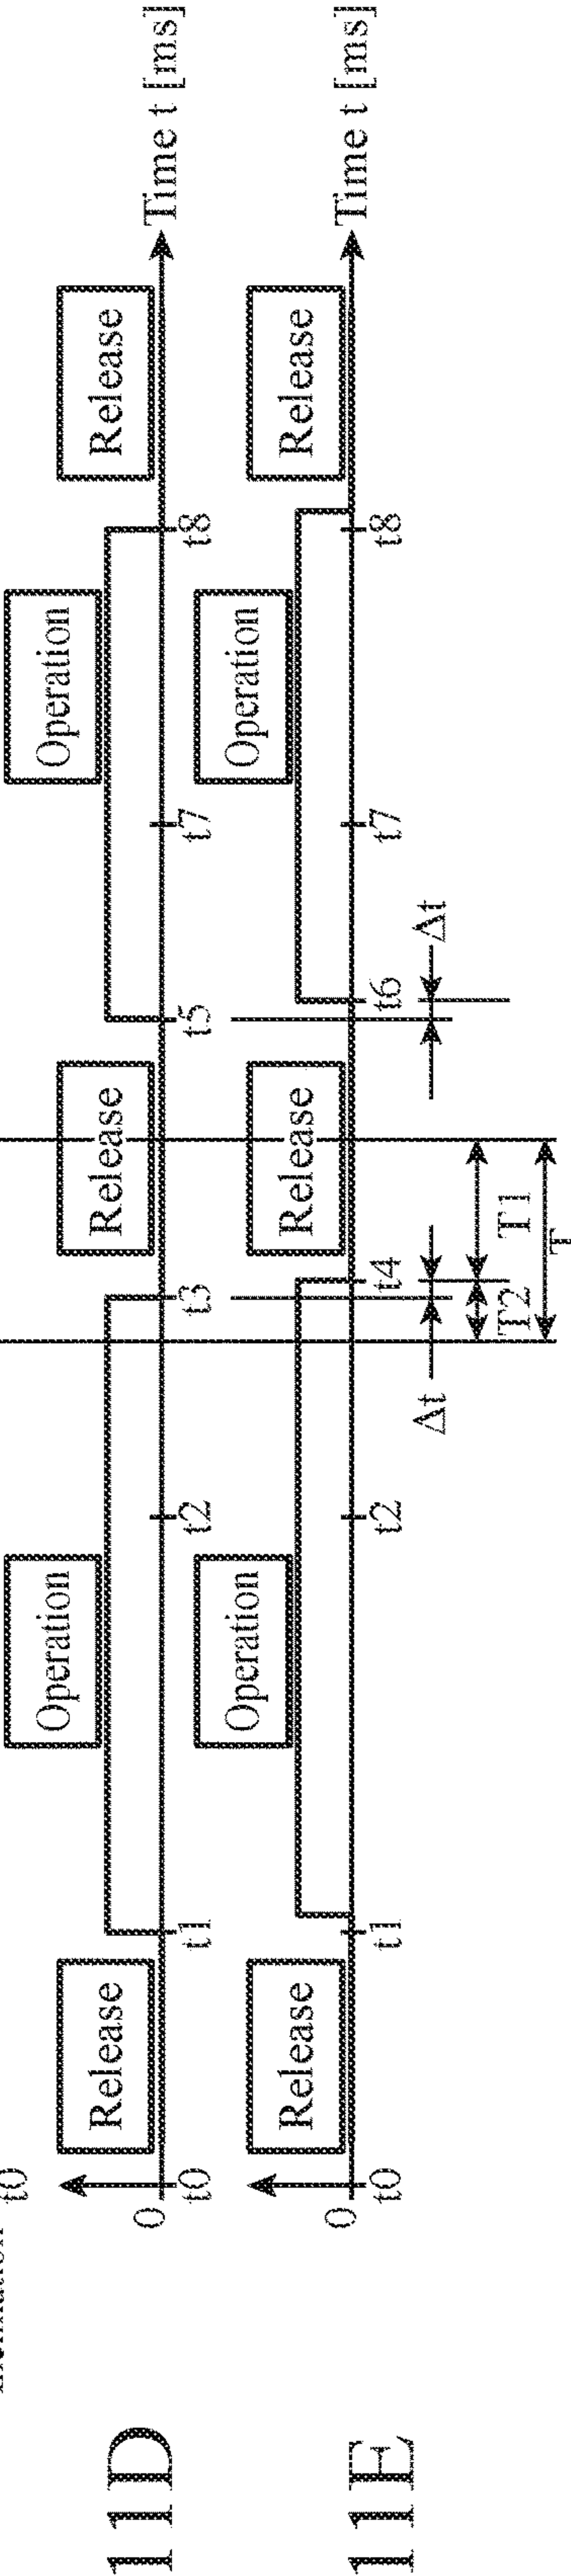 t0
11D
0
Release
Operation
Release
Operation
Release
t0
t1
t2
t3
t5
t7
t8
Time t [ms]
11E
0
Release
Operation
Release
Operation
Release
t0
t1
t2
t4
t6
t7
t8
Time t [ms]
Δt
Δt
T2
T1
T